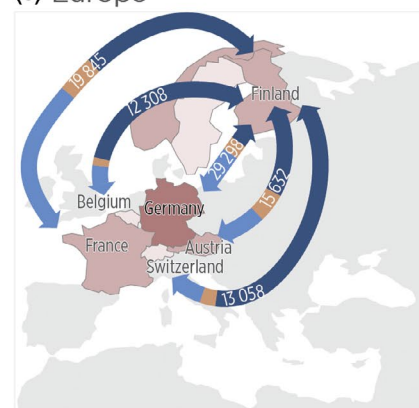 Europe
19 845
12 308
Finland
29 298
15 632
Belgium
Germany
France
Austria
Switzerland
13 058